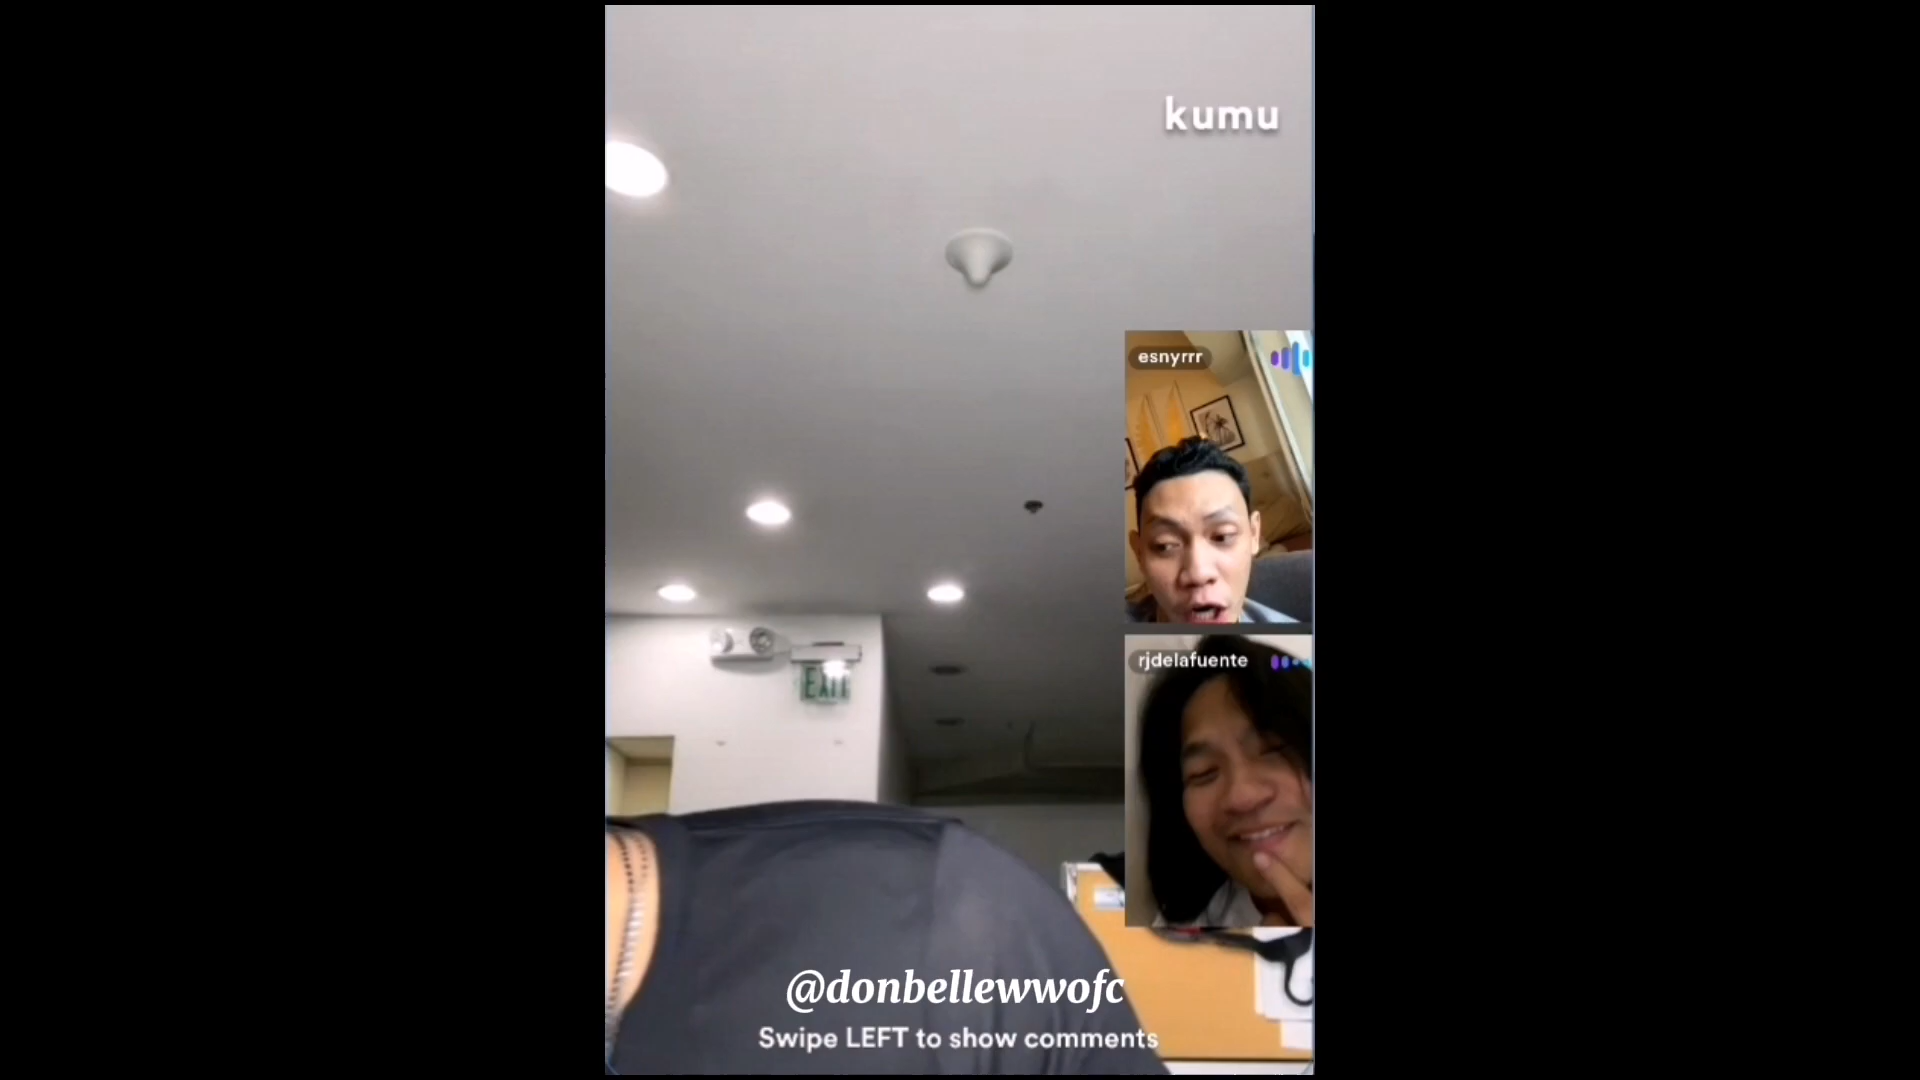 kumu
esnyrrr
EXIT
rjdelafuente
@donbellewwofc
Swipe LEFT to show comments